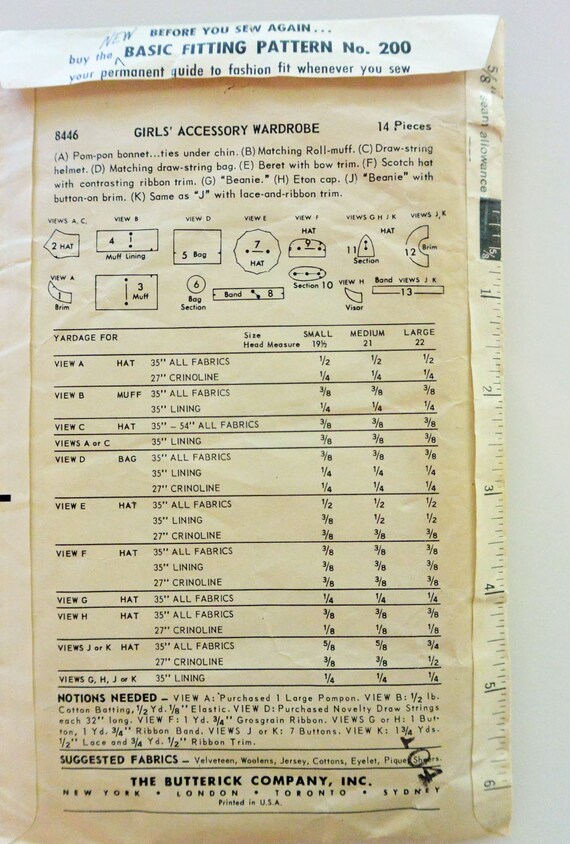 BEFORE YOU SEW AGAIN...
buy the NEW BASIC FITTING PATTERN No. 200
your permanent guide to fashion fit whenever you sew
5/8" seam allowance
8446 GIRLS' ACCESSORY WARDROBE 14 Pieces
(A) Pom-pon bonnet...ties under chin. (B) Matching Roll-muff. (C) Draw-string
helmet. (D) Matching draw-string bag. (E) Beret with bow trim. (F) Scotch hat
with contrasting ribbon trim. (G) "Beanie." (H) Eton cap. (J) "Beanie" with
button-on brim. (K) Same as "J" with lace-and-ribbon trim.
VIEWS A, C, VIEW B VIEW D VIEW E VIEW F VIEWS G H J K VIEWS J, K
2 HAT 4 Muff Lining 5 Bag 7 HAT HAT 9 HAT 11 Section 12 Brim
VIEW A 1 Brim 3 Muff 6 Bag Section Band 8 Section 10 VIEW H Visor Band VIEWS J K 13
YARDAGE FOR Size SMALL MEDIUM LARGE
Head Measure 19½ 21 22
VIEW A HAT 35" ALL FABRICS 1/2 1/2 1/2
27" CRINOLINE 1/4 1/4 1/4
VIEW B MUFF 35" ALL FABRICS 3/8 3/8 3/8
35" LINING 1/4 1/4 1/4
VIEW C HAT 35" – 54" ALL FABRICS 3/8 3/8 3/8
VIEWS A or C 35" LINING 3/8 3/8 3/8
VIEW D BAG 35" ALL FABRICS 3/8 3/8 3/8
35" LINING 1/4 1/4 1/4
27" CRINOLINE 1/4 1/4 1/4
VIEW E HAT 35" ALL FABRICS 1/2 1/2 1/2
35" LINING 3/8 1/2 1/2
27" CRINOLINE 3/8 3/8 3/8
VIEW F HAT 35" ALL FABRICS 3/8 3/8 3/8
35" LINING 3/8 3/8 3/8
27" CRINOLINE 3/8 3/8 3/8
VIEW G HAT 35" ALL FABRICS 1/4 1/4 1/4
VIEW H HAT 35" ALL FABRICS 3/8 3/8 3/8
27" CRINOLINE 1/8 1/8 1/8
VIEWS J or K HAT 35" ALL FABRICS 5/8 5/8 3/4
27" CRINOLINE 3/8 3/8 1/2
VIEWS G, H, J or K 35" LINING 1/4 1/4 1/4
NOTIONS NEEDED – VIEW A: Purchased 1 Large Pompon. VIEW B: 1/2 lb.
Cotton Batting, 1/2 Yd. 1/8" Elastic. VIEW D: Purchased Novelty Draw Strings
each 32" long. VIEW F: 1 Yd. 3/4" Grosgrain Ribbon. VIEWS G or H: 1 But-
ton, 1 Yd. 3/4" Ribbon Band. VIEWS J or K: 7 Buttons. VIEW K: 1 3/4 Yds.
1/2" Lace and 3/4 Yd. 1/2" Ribbon Trim.
SUGGESTED FABRICS – Velveteen, Woolens, Jersey, Cottons, Eyelet, Pique, Sheers.
THE BUTTERICK COMPANY, INC.
NEW YORK • LONDON • TORONTO • SYDNEY
Printed in U.S.A.
5/8
1
2
3
4
5
6